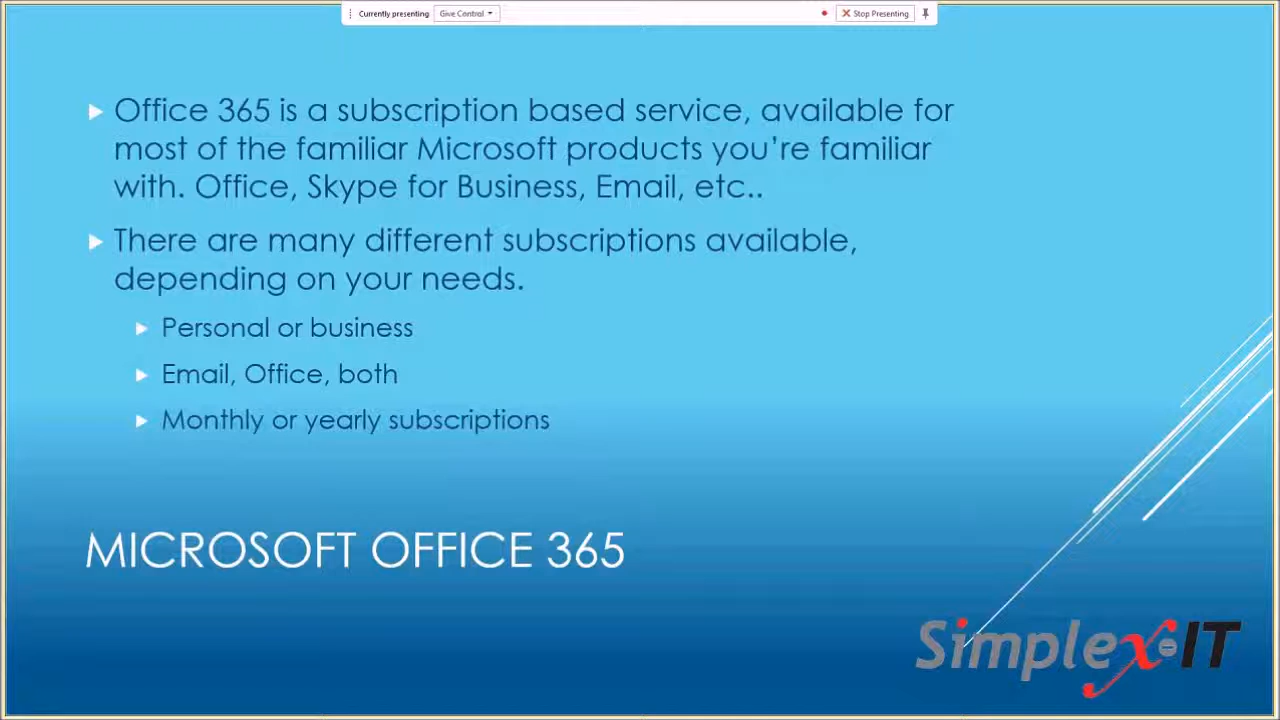 Currently presenting
Give Control
Stop Presenting
Office 365 is a subscription based service, available for
most of the familiar Microsoft products you're familiar
with. Office, Skype for Business, Email, etc..
There are many different subscriptions available,
depending on your needs.
Personal or business
Email, Office, both
Monthly or yearly subscriptions
MICROSOFT OFFICE 365
Simplex-IT